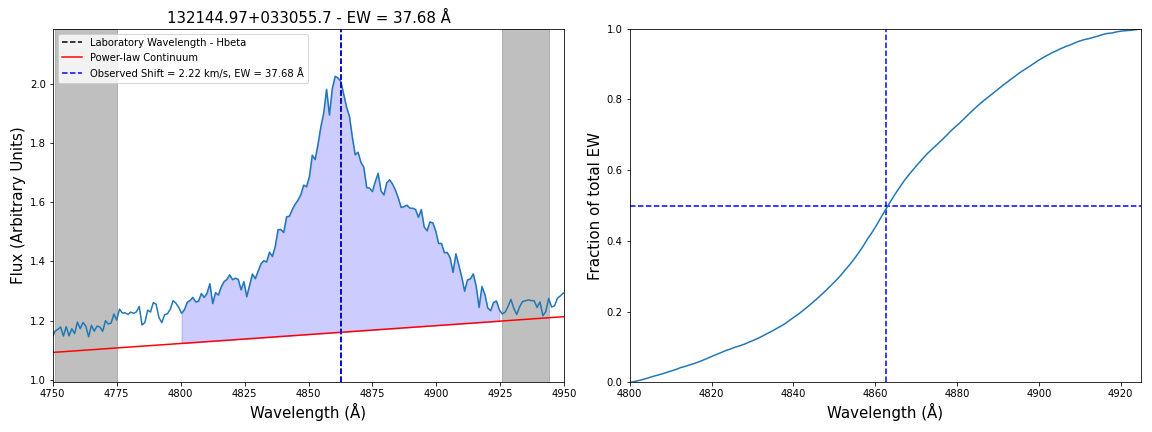 132144.97+033055.7 - EW = 37.68 Å
Laboratory Wavelength - Hbeta
Power-law Continuum
Observed Shift = 2.22 km/s, EW = 37.68 Å
Flux (Arbitrary Units)
2.0
1.8
1.6
1.4
1.2
1.0
4750 4775 4800 4825 4850 4875 4900 4925 4950
Wavelength (Å)
Fraction of total EW
1.0
0.8
0.6
0.4
0.2
0.0
4800 4820 4840 4860 4880 4900 4920
Wavelength (Å)